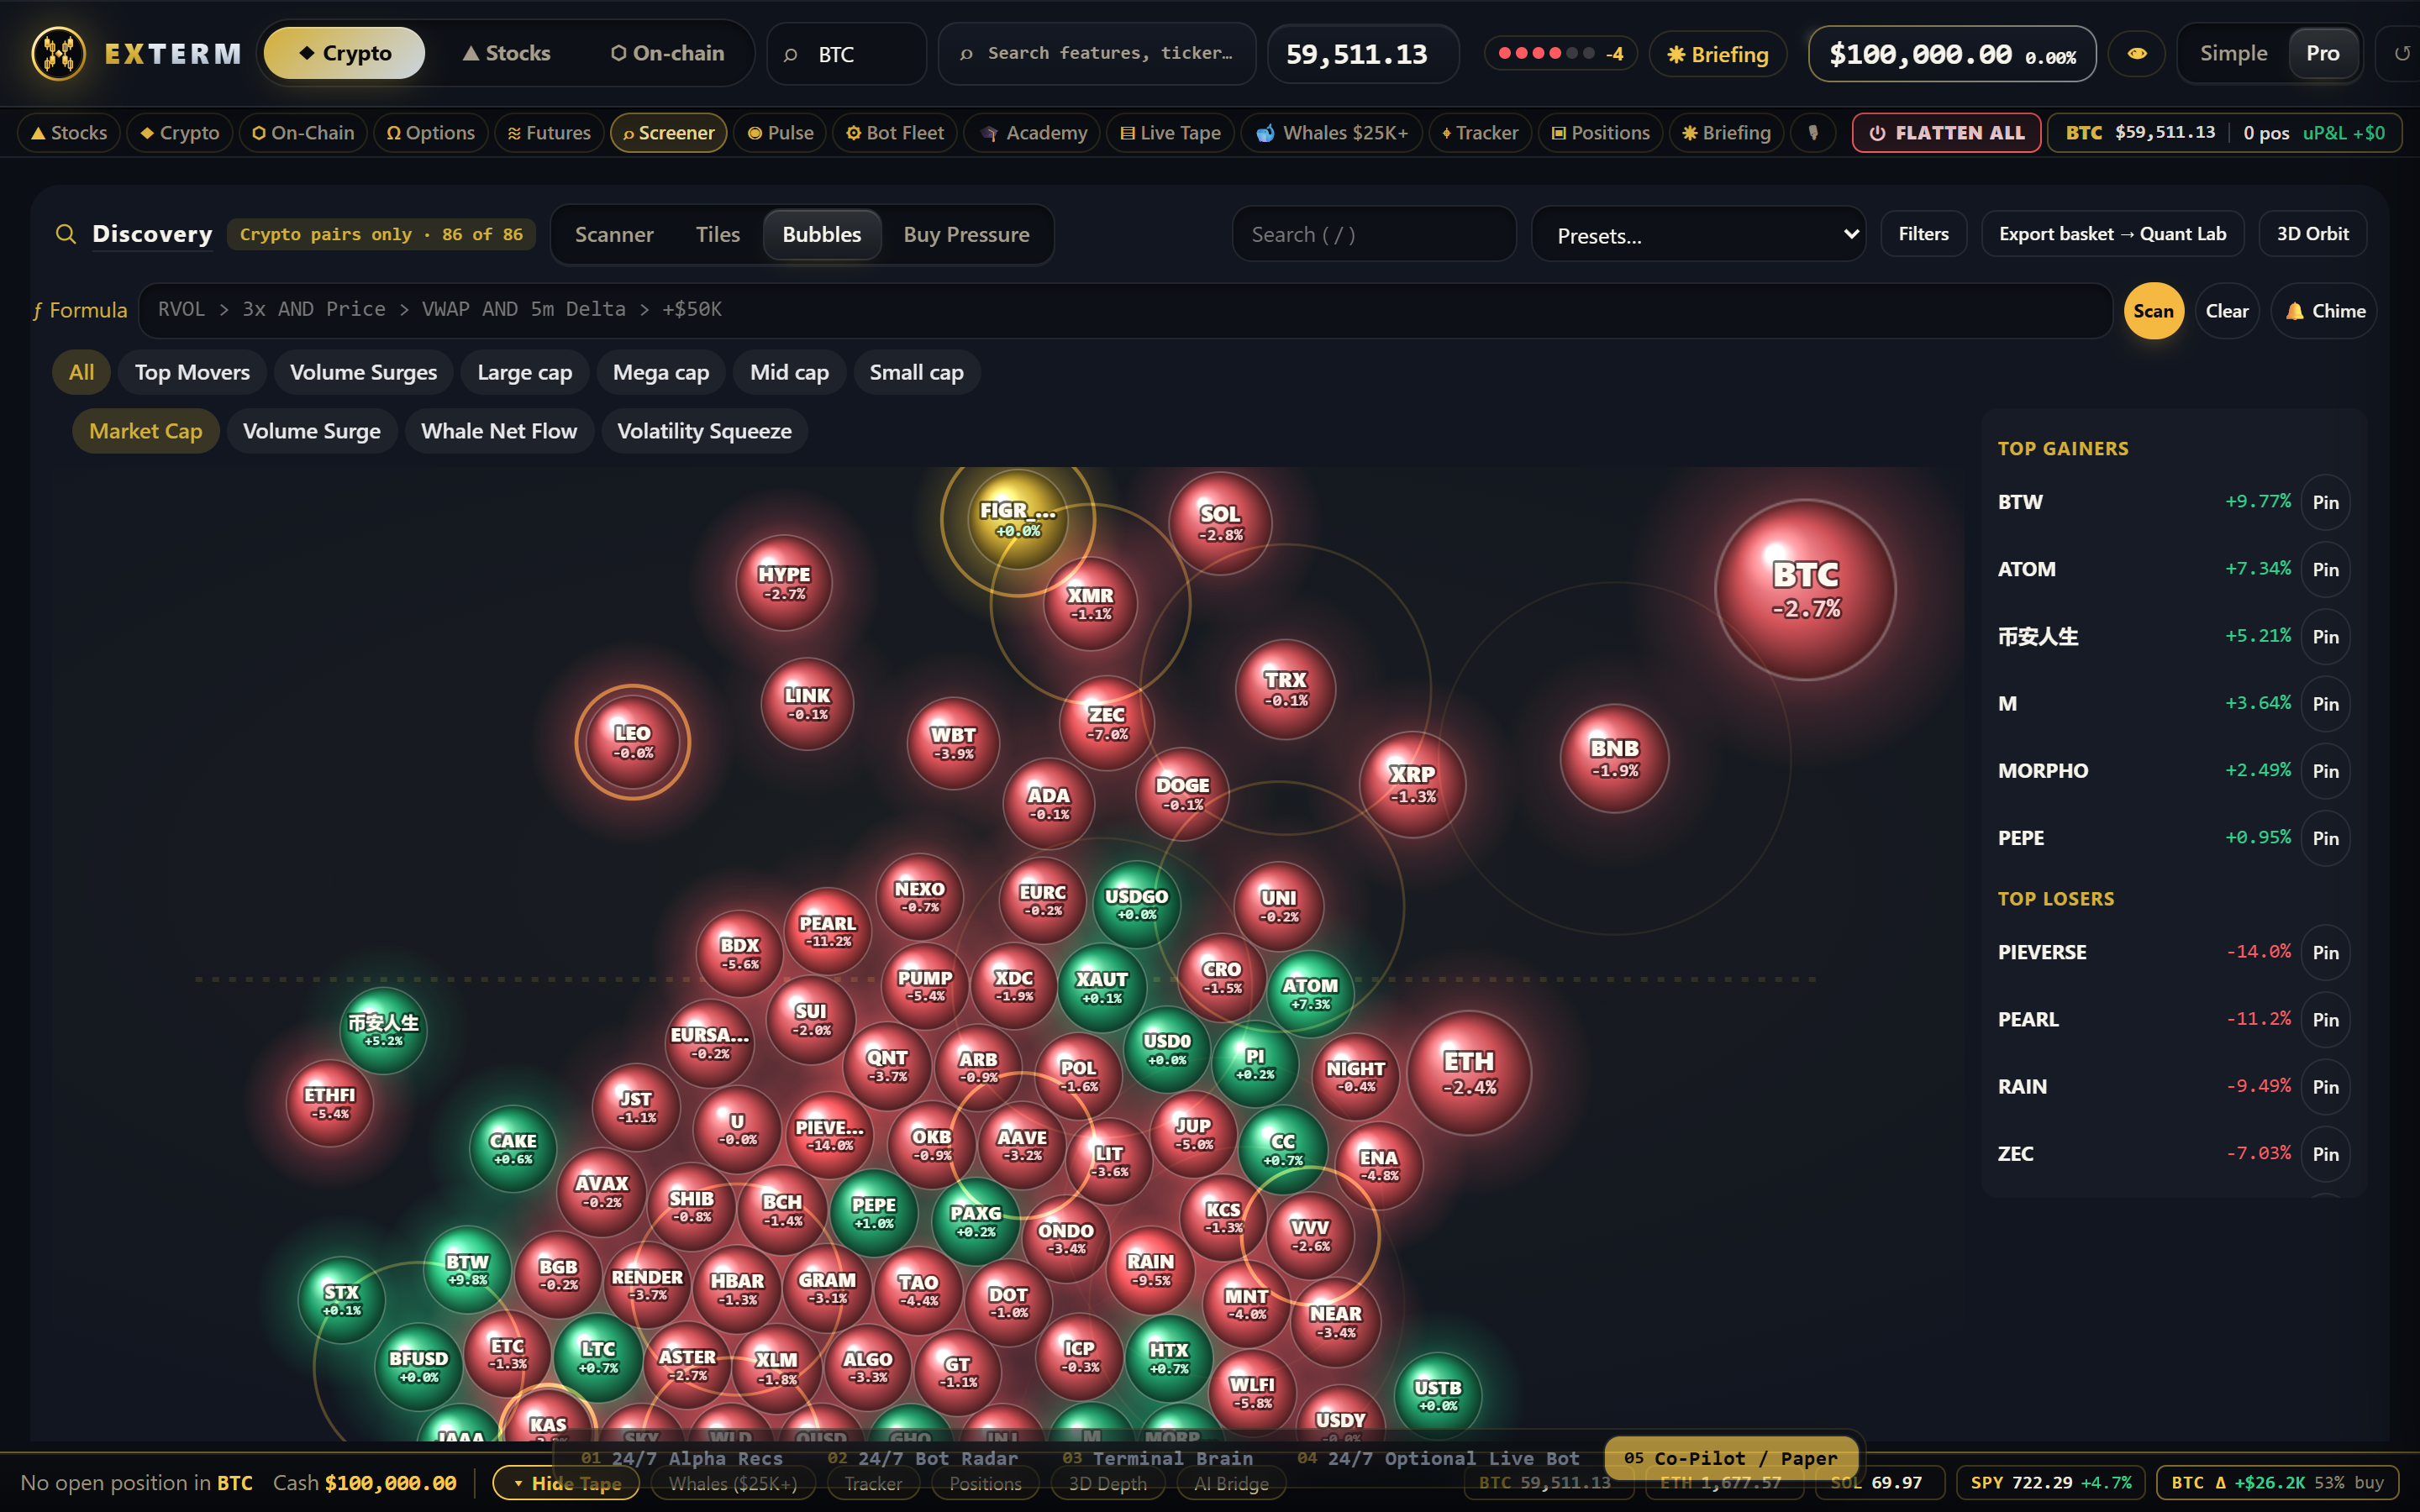 EXTERM
Crypto Stocks On-chain
BTC
Search features, ticker…
59,511.13
-4
Briefing
$100,000.00 0.00%
Simple Pro
Stocks Crypto On-Chain Options Futures Screener Pulse Bot Fleet Academy Live Tape Whales $25K+ Tracker Positions Briefing
FLATTEN ALL
BTC $59,511.13 0 pos uP&L +$0
Discovery Crypto pairs only · 86 of 86
Scanner Tiles Bubbles Buy Pressure
Search ( / ) Presets... Filters Export basket → Quant Lab 3D Orbit
ƒ Formula RVOL > 3x AND Price > VWAP AND 5m Delta > +$50K
Scan Clear Chime
All Top Movers Volume Surges Large cap Mega cap Mid cap Small cap
Market Cap Volume Surge Whale Net Flow Volatility Squeeze
FIGR_...
+0.0%
SOL
-2.8%
HYPE
-2.7%
XMR
-1.1%
BTC
-2.7%
LINK
-0.1%
TRX
-0.1%
LEO
-0.0%
WBT
-3.9%
ZEC
-7.0%
BNB
-1.9%
XRP
-1.3%
ADA
-0.1%
DOGE
-0.1%
NEXO
-0.7%
EURC
-0.2%
USDGO
+0.0%
UNI
-0.2%
PEARL
-11.2%
BDX
-5.6%
PUMP
-5.4%
XDC
-1.9%
XAUT
+0.1%
CRO
-1.5%
ATOM
+7.3%
币安人生
+5.2%
SUI
-2.0%
EURSA...
-0.2%
QNT
-3.7%
ARB
-0.9%
POL
-1.6%
USD0
+0.0%
PI
+0.2%
NIGHT
-0.4%
ETH
-2.4%
ETHFI
-5.4%
JST
-1.1%
U
-0.0%
PIEVE...
-14.0%
OKB
-0.9%
AAVE
-3.2%
LIT
-3.6%
JUP
-5.0%
CC
+0.7%
ENA
-4.8%
CAKE
+0.6%
AVAX
-0.2%
SHIB
-0.8%
BCH
-1.4%
PEPE
+1.0%
PAXG
+0.2%
ONDO
-3.4%
KCS
-1.3%
VVV
-2.6%
BTW
+9.8%
BGB
-0.2%
RENDER
-3.7%
HBAR
-1.3%
GRAM
-3.1%
TAO
-4.4%
DOT
-1.0%
RAIN
-9.5%
MNT
-4.0%
NEAR
-3.4%
STX
+0.1%
BFUSD
+0.0%
ETC
-1.3%
LTC
+0.7%
ASTER
-2.7%
XLM
-1.8%
ALGO
-3.3%
GT
-1.1%
ICP
-0.3%
HTX
+0.7%
WLFI
-5.8%
USTB
+0.0%
USDY
-0.0%
JAAA
KAS
SKY
WLD
OUSD
GHO
INJ
M
MORP...
TOP GAINERS
BTW +9.77% Pin
ATOM +7.34% Pin
币安人生 +5.21% Pin
M +3.64% Pin
MORPHO +2.49% Pin
PEPE +0.95% Pin
TOP LOSERS
PIEVERSE -14.0% Pin
PEARL -11.2% Pin
RAIN -9.49% Pin
ZEC -7.03% Pin
01 24/7 Alpha Recs 02 24/7 Bot Radar 03 Terminal Brain 04 24/7 Optional Live Bot 05 Co-Pilot / Paper
No open position in BTC Cash $100,000.00
Hide Tape Whales ($25K+) Tracker Positions 3D Depth AI Bridge
BTC 59,511.13 ETH 1,677.57 SOL 69.97 SPY 722.29 +4.7% BTC Δ +$26.2K 53% buy